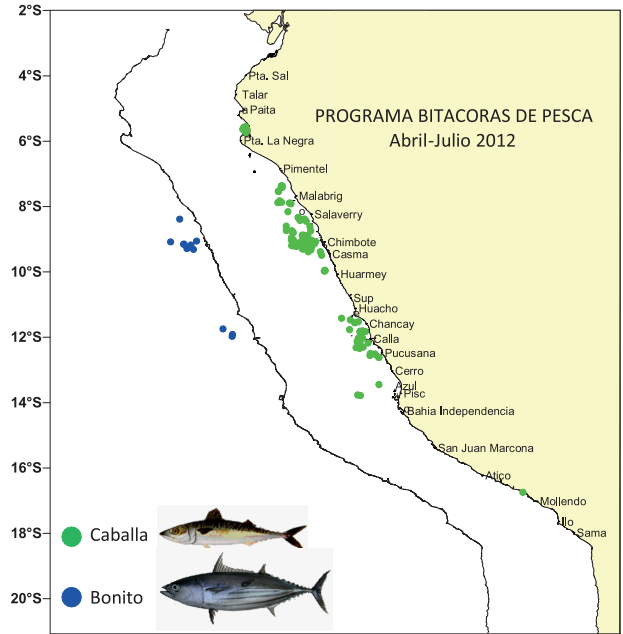 2°S
4°S
6°S
8°S
10°S
12°S
14°S
16°S
18°S
20°S
PROGRAMA BITACORAS DE PESCA
Abril-Julio 2012
Pta. Sal
Talar
a Paita
Pta. La Negra
Pimentel
Malabrig
Salaverry
Chimbote
Casma
Huarmey
Sup
Huacho
Chancay
Calla
Pucusana
Cerro
Azul
Pisc
Bahia Independencia
San Juan Marcona
Atico
Mollendo
Ilo
Sama
Caballa
Bonito